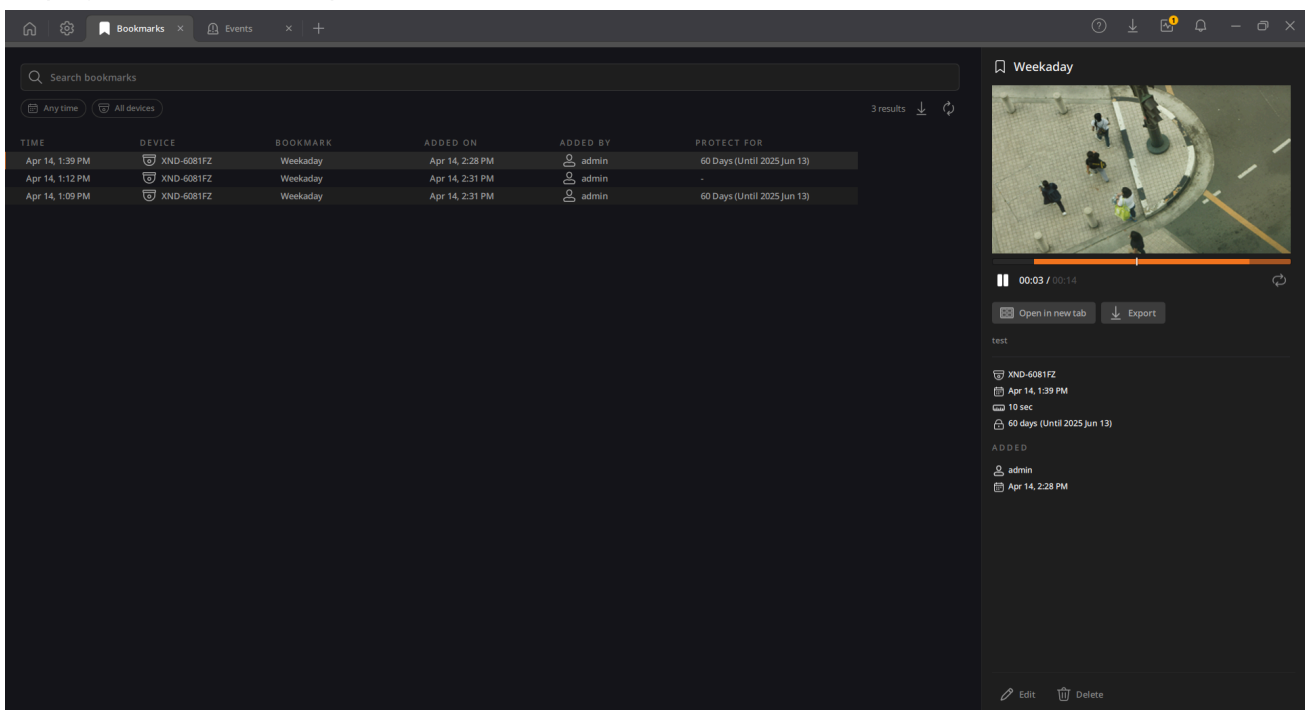 Bookmarks
Events
1
Search bookmarks
Any time
All devices
3 results
TIME DEVICE BOOKMARK ADDED ON ADDED BY PROTECT FOR
Apr 14, 1:39 PM XND-6081FZ Weekaday Apr 14, 2:28 PM admin 60 Days (Until 2025 Jun 13)
Apr 14, 1:12 PM XND-6081FZ Weekaday Apr 14, 2:31 PM admin -
Apr 14, 1:09 PM XND-6081FZ Weekaday Apr 14, 2:31 PM admin 60 Days (Until 2025 Jun 13)
Weekaday
00:03 / 00:14
Open in new tab
Export
test
XND-6081FZ
Apr 14, 1:39 PM
10 sec
60 days (Until 2025 Jun 13)
ADDED
admin
Apr 14, 2:28 PM
Edit
Delete